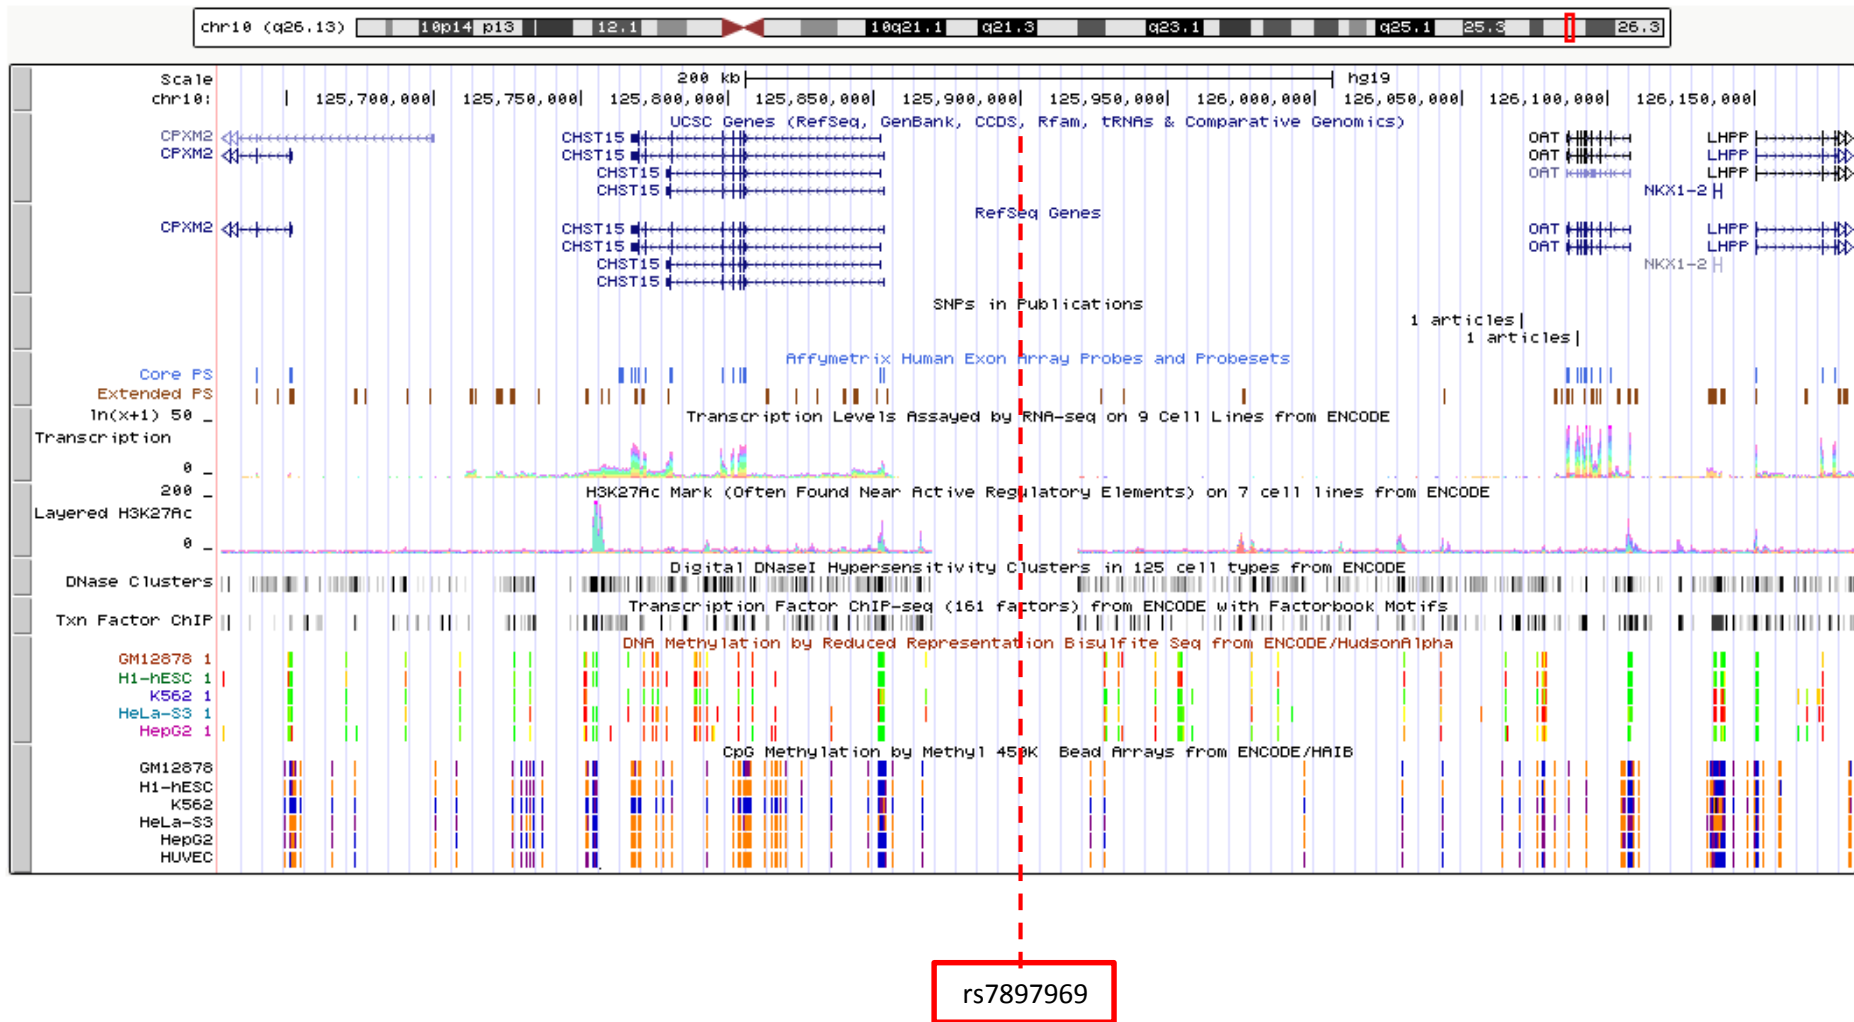 chr10 (q26.13) 10p14 p13 12.1 10q21.1 q21.3 q23.1 q25.1 25.3 26.3
Scale 200 kb hg19
chr10: | 125,700,000| 125,750,000| 125,800,000| 125,850,000| 125,900,000| 125,950,000| 126,000,000| 126,050,000| 126,100,000| 126,150,000|
UCSC Genes (RefSeq, GenBank, CCDS, Rfam, tRNAs & Comparative Genomics)
CPXM2 CHST15 OAT LHPP
CPXM2 CHST15 OAT LHPP
CHST15 OAT LHPP
CHST15 NKX1-2
RefSeq Genes
CPXM2 CHST15 OAT LHPP
CHST15 OAT LHPP
CHST15 NKX1-2
CHST15
SNPs in Publications
1 articles
1 articles
Affymetrix Human Exon Array Probes and Probesets
Core PS
Extended PS
ln(x+1) 50 _ Transcription Levels Assayed by RNA-seq on 9 Cell Lines from ENCODE
Transcription
0 _
200 _ H3K27Ac Mark (Often Found Near Active Regulatory Elements) on 7 cell lines from ENCODE
Layered H3K27Ac
0 _
Digital DNaseI Hypersensitivity Clusters in 125 cell types from ENCODE
DNase Clusters
Transcription Factor ChIP-seq (161 factors) from ENCODE with Factorbook Motifs
Txn Factor ChIP
DNA Methylation by Reduced Representation Bisulfite Seq from ENCODE/HudsonAlpha
GM12878 1
H1-hESC 1
K562 1
HeLa-S3 1
HepG2 1
CpG Methylation by Methyl 450K Bead Arrays from ENCODE/HAIB
GM12878
H1-hESC
K562
HeLa-S3
HepG2
HUVEC
rs7897969